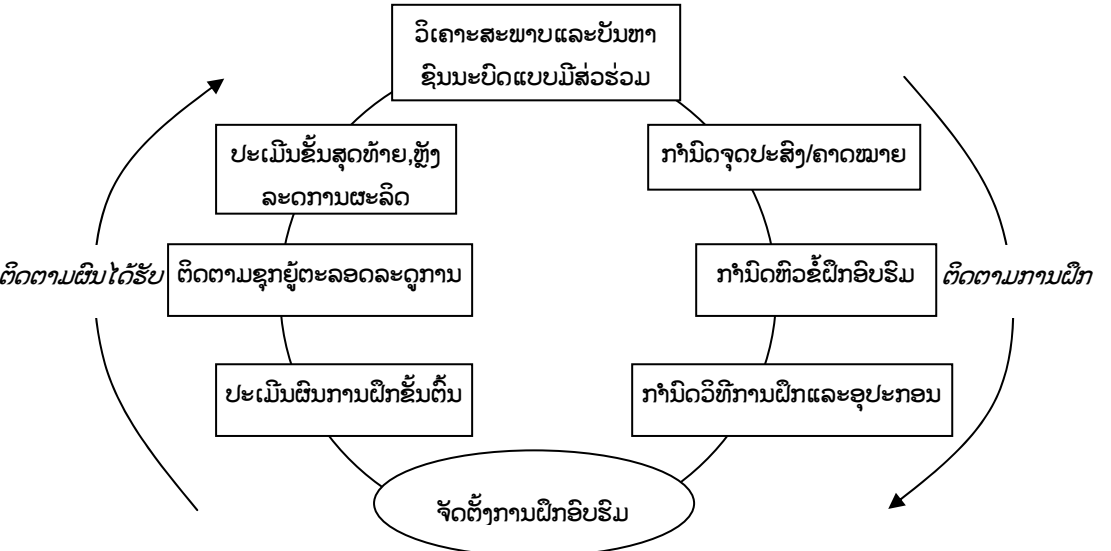 ວິເຄາະສະພາບແລະບັນຫາ
ຊົນນະບົດແບບມີສ່ວຮ່ວມ
ປະເມີນຂັ້ນສຸດທ້າຍ,ຫຼັງ
ລະດການຜະລິດ
ກຳນົດຈຸດປະສົງ/ຄາດໝາຍ
ຕິດຕາມຜົນໄດ້ຮັບ
ຕິດຕາມຊຸກຍູ້ຕະລອດລະດູການ
ກຳນົດຫົວຂໍ້ຝຶກອົບຮົມ
ຕິດຕາມການຝຶກ
ປະເມີນຜົນການຝຶກຂັ້ນຕົ້ນ
ກຳນົດວິທີການຝຶກແລະອຸປະກອນ
ຈັດຕັ້ງການຝຶກອົບຮົມ